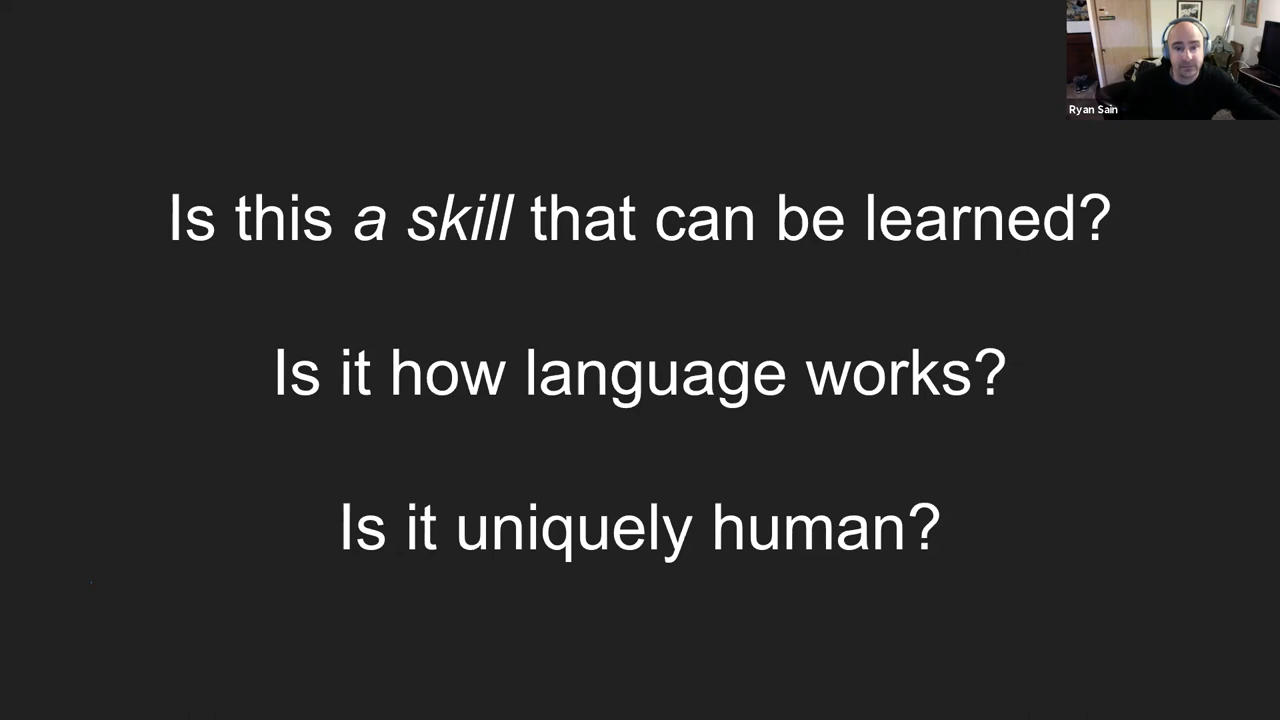 Ryan Sain
Is this a skill that can be learned?
Is it how language works?
Is it uniquely human?